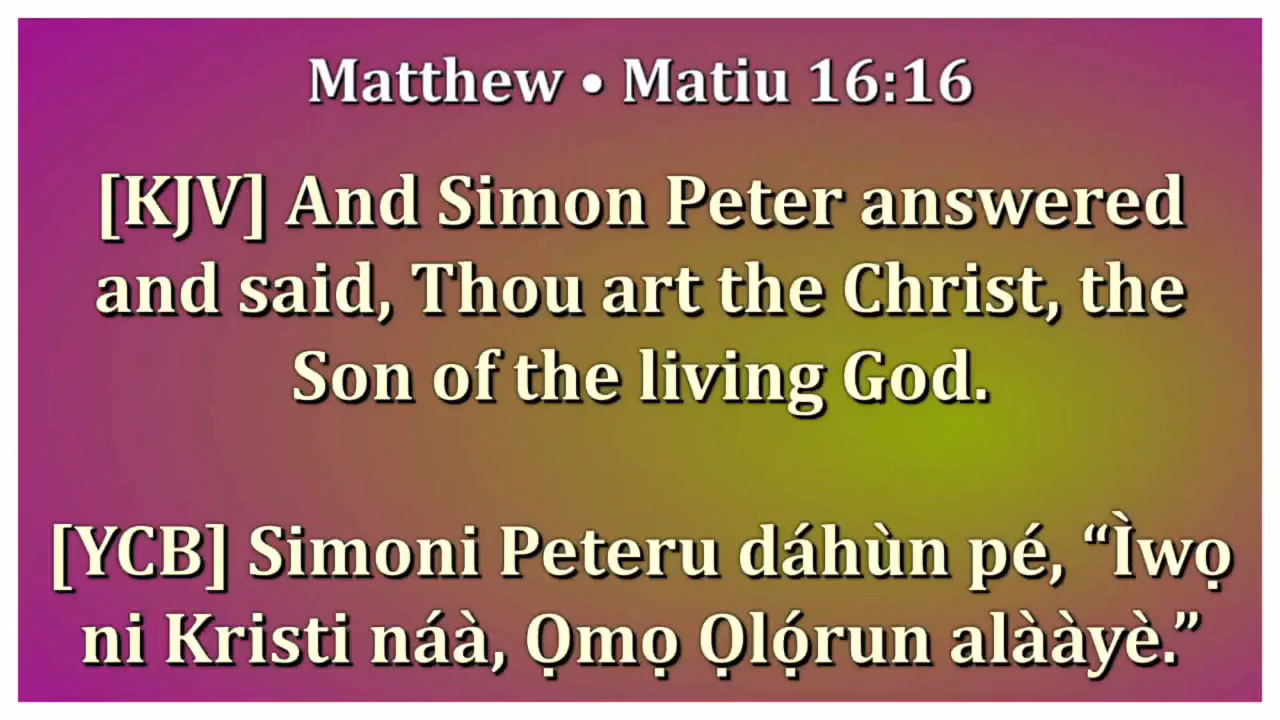 Matthew • Matiu 16:16
[KJV] And Simon Peter answered
and said, Thou art the Christ, the
Son of the living God.
[YCB] Simoni Peteru dáhùn pé, “Ìwọ
ni Kristi náà, Ọmọ Ọlọ́run alààyè.”